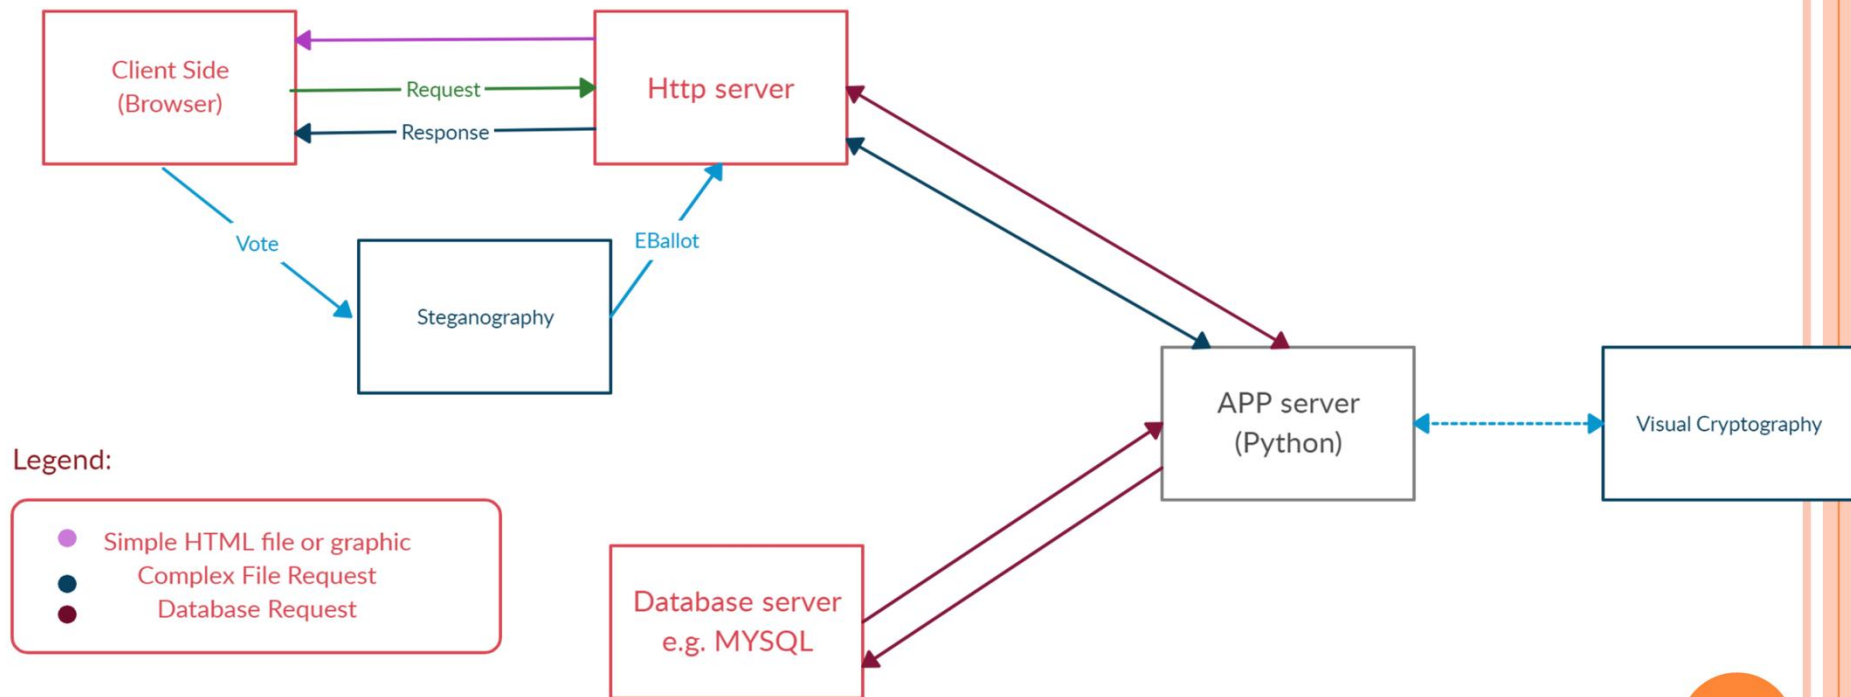 Client Side
(Browser)
Http server
Request
Response
Vote
EBallot
Steganography
APP server
(Python)
Visual Cryptography
Legend:
Simple HTML file or graphic
Complex File Request
Database Request
Database server
e.g. MYSQL